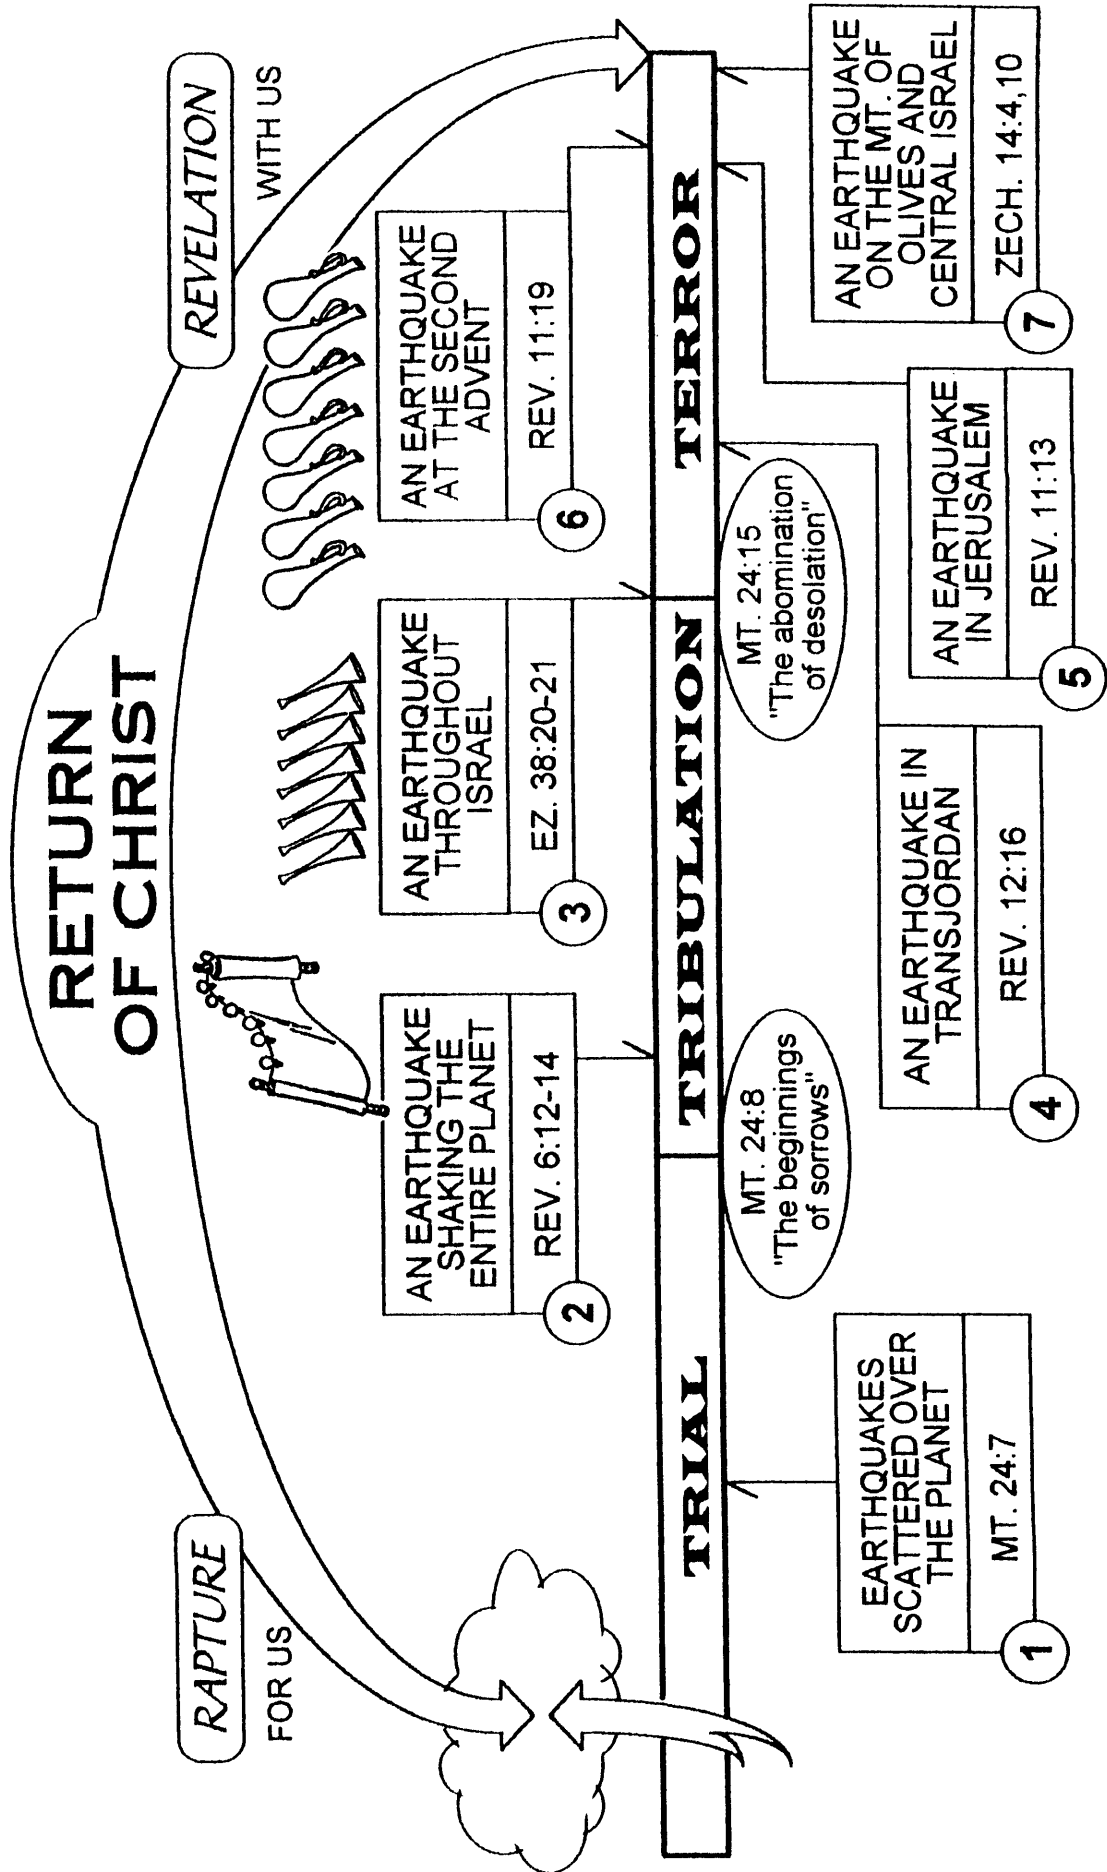 RETURN
OF CHRIST
RAPTURE
FOR US
REVELATION
WITH US
AN EARTHQUAKE
SHAKING THE
ENTIRE PLANET
REV. 6:12-14
2
AN EARTHQUAKE
THROUGHOUT
ISRAEL
EZ. 38:20-21
3
AN EARTHQUAKE
AT THE SECOND
ADVENT
REV. 11:19
6
TRIAL
TRIBULATION
TERROR
MT. 24:8
"The beginnings
of sorrows"
MT. 24:15
"The abomination
of desolation"
EARTHQUAKES
SCATTERED OVER
THE PLANET
MT. 24:7
1
AN EARTHQUAKE IN
TRANSJORDAN
REV. 12:16
4
AN EARTHQUAKE
IN JERUSALEM
REV. 11:13
5
AN EARTHQUAKE
ON THE MT. OF
OLIVES AND
CENTRAL ISRAEL
ZECH. 14:4,10
7